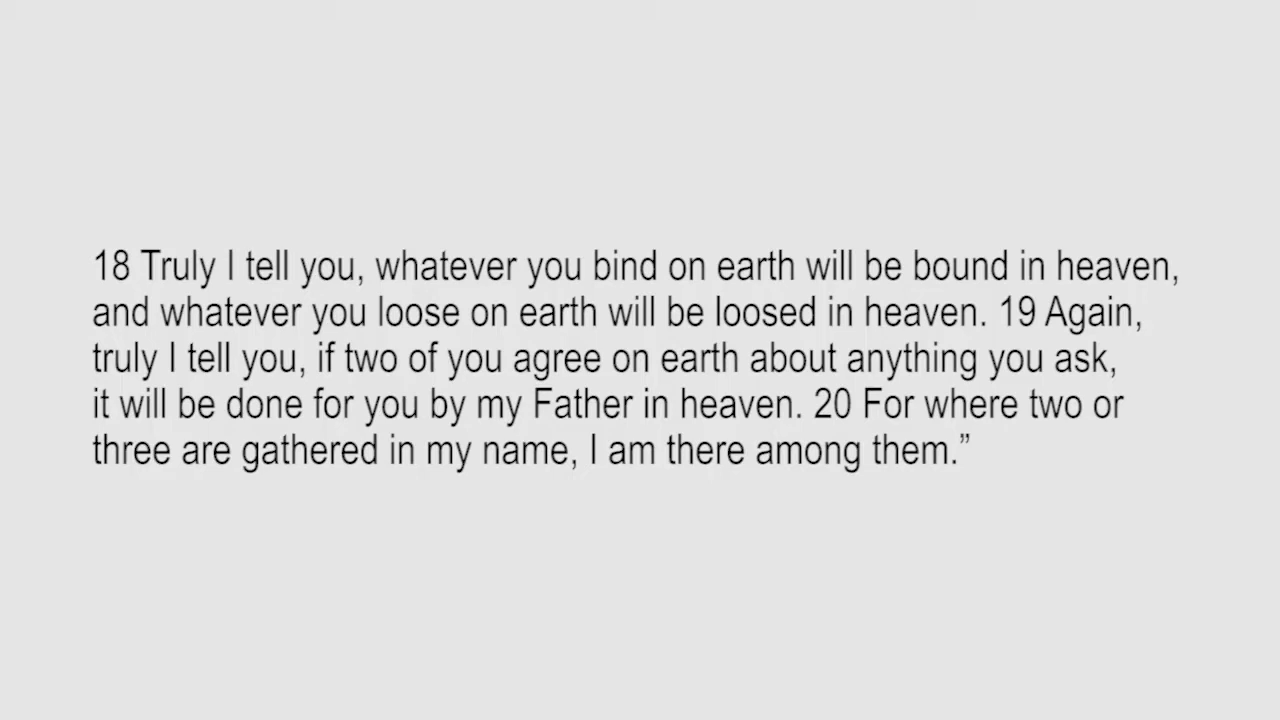 18 Truly I tell you, whatever you bind on earth will be bound in heaven,
and whatever you loose on earth will be loosed in heaven. 19 Again,
truly I tell you, if two of you agree on earth about anything you ask,
it will be done for you by my Father in heaven. 20 For where two or
three are gathered in my name, I am there among them.”